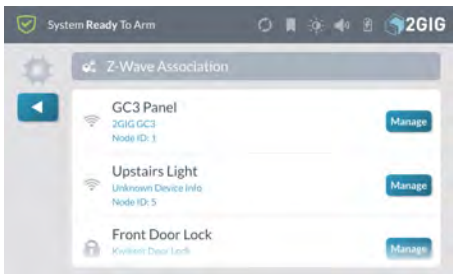 System Ready To Arm
2GIG
Z-Wave Association
GC3 Panel
2GIG GC3
Node ID: 1
Manage
Upstairs Light
Unknown Device Info
Node ID: 5
Manage
Front Door Lock
Kwikset Door Lock
Manage